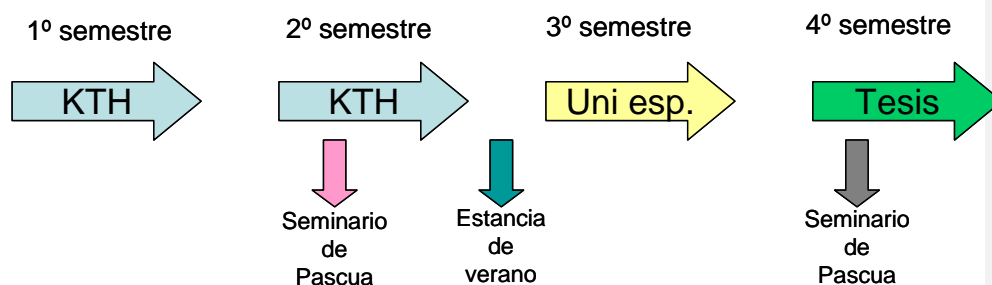 1º semestre
2º semestre
3º semestre
4º semestre
KTH
KTH
Uni esp.
Tesis
Seminario
de
Pascua
Estancia
de
verano
Seminario
de
Pascua